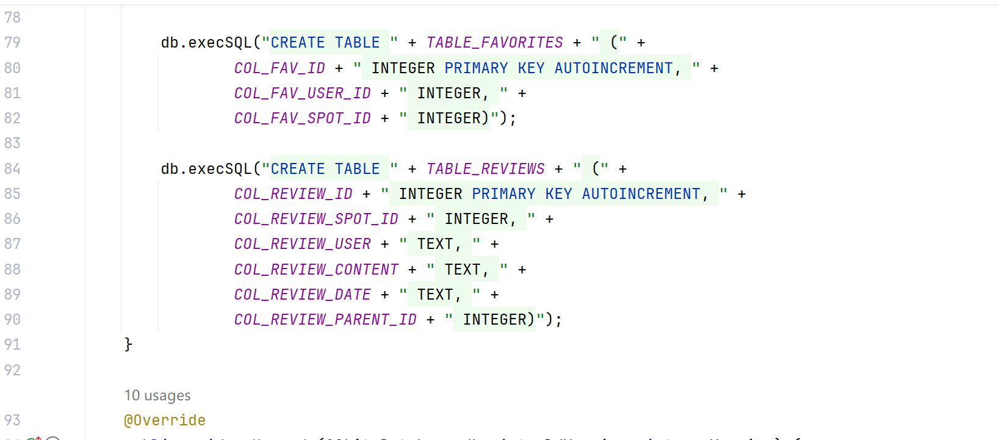 78
79 db.execSQL("CREATE TABLE " + TABLE_FAVORITES + " (" +
80 COL_FAV_ID + " INTEGER PRIMARY KEY AUTOINCREMENT, " +
81 COL_FAV_USER_ID + " INTEGER, " +
82 COL_FAV_SPOT_ID + " INTEGER)");
83
84 db.execSQL("CREATE TABLE " + TABLE_REVIEWS + " (" +
85 COL_REVIEW_ID + " INTEGER PRIMARY KEY AUTOINCREMENT, " +
86 COL_REVIEW_SPOT_ID + " INTEGER, " +
87 COL_REVIEW_USER + " TEXT, " +
88 COL_REVIEW_CONTENT + " TEXT, " +
89 COL_REVIEW_DATE + " TEXT, " +
90 COL_REVIEW_PARENT_ID + " INTEGER)");
91 }
92
10 usages
93 @Override